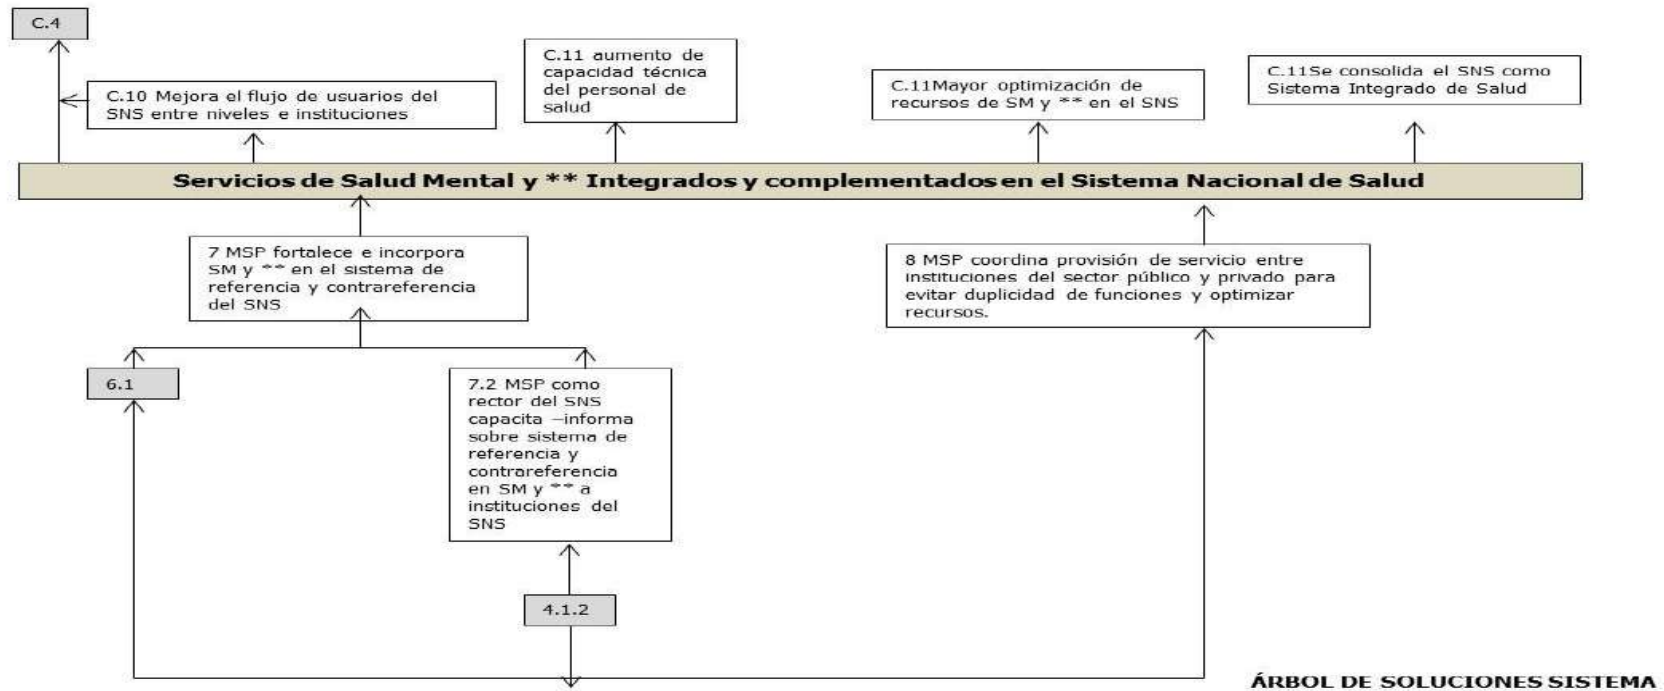 C.4
C.10 Mejora el flujo de usuarios del
SNS entre niveles e instituciones
C.11 aumento de
capacidad técnica
del personal de
salud
C.11Mayor optimización de
recursos de SM y ** en el SNS
C.11Se consolida el SNS como
Sistema Integrado de Salud
Servicios de Salud Mental y ** Integrados y complementados en el Sistema Nacional de Salud
7 MSP fortalece e incorpora
SM y ** en el sistema de
referencia y contrareferencia
del SNS
8 MSP coordina provisión de servicio entre
instituciones del sector público y privado para
evitar duplicidad de funciones y optimizar
recursos.
6.1
7.2 MSP como
rector del SNS
capacita –informa
sobre sistema de
referencia y
contrareferencia
en SM y ** a
instituciones del
SNS
4.1.2
ÁRBOL DE SOLUCIONES SISTEMA